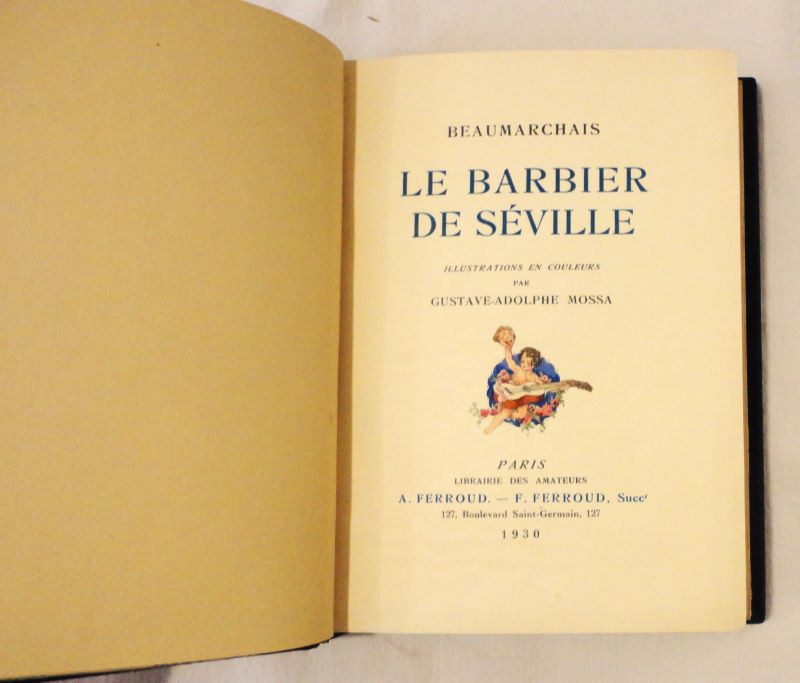 BEAUMARCHAIS
LE BARBIER
DE SÉVILLE
ILLUSTRATIONS EN COULEURS
PAR
GUSTAVE-ADOLPHE MOSSA
PARIS
LIBRAIRIE DES AMATEURS
A. FERROUD. — F. FERROUD, Succr
127, Boulevard Saint-Germain, 127
1930